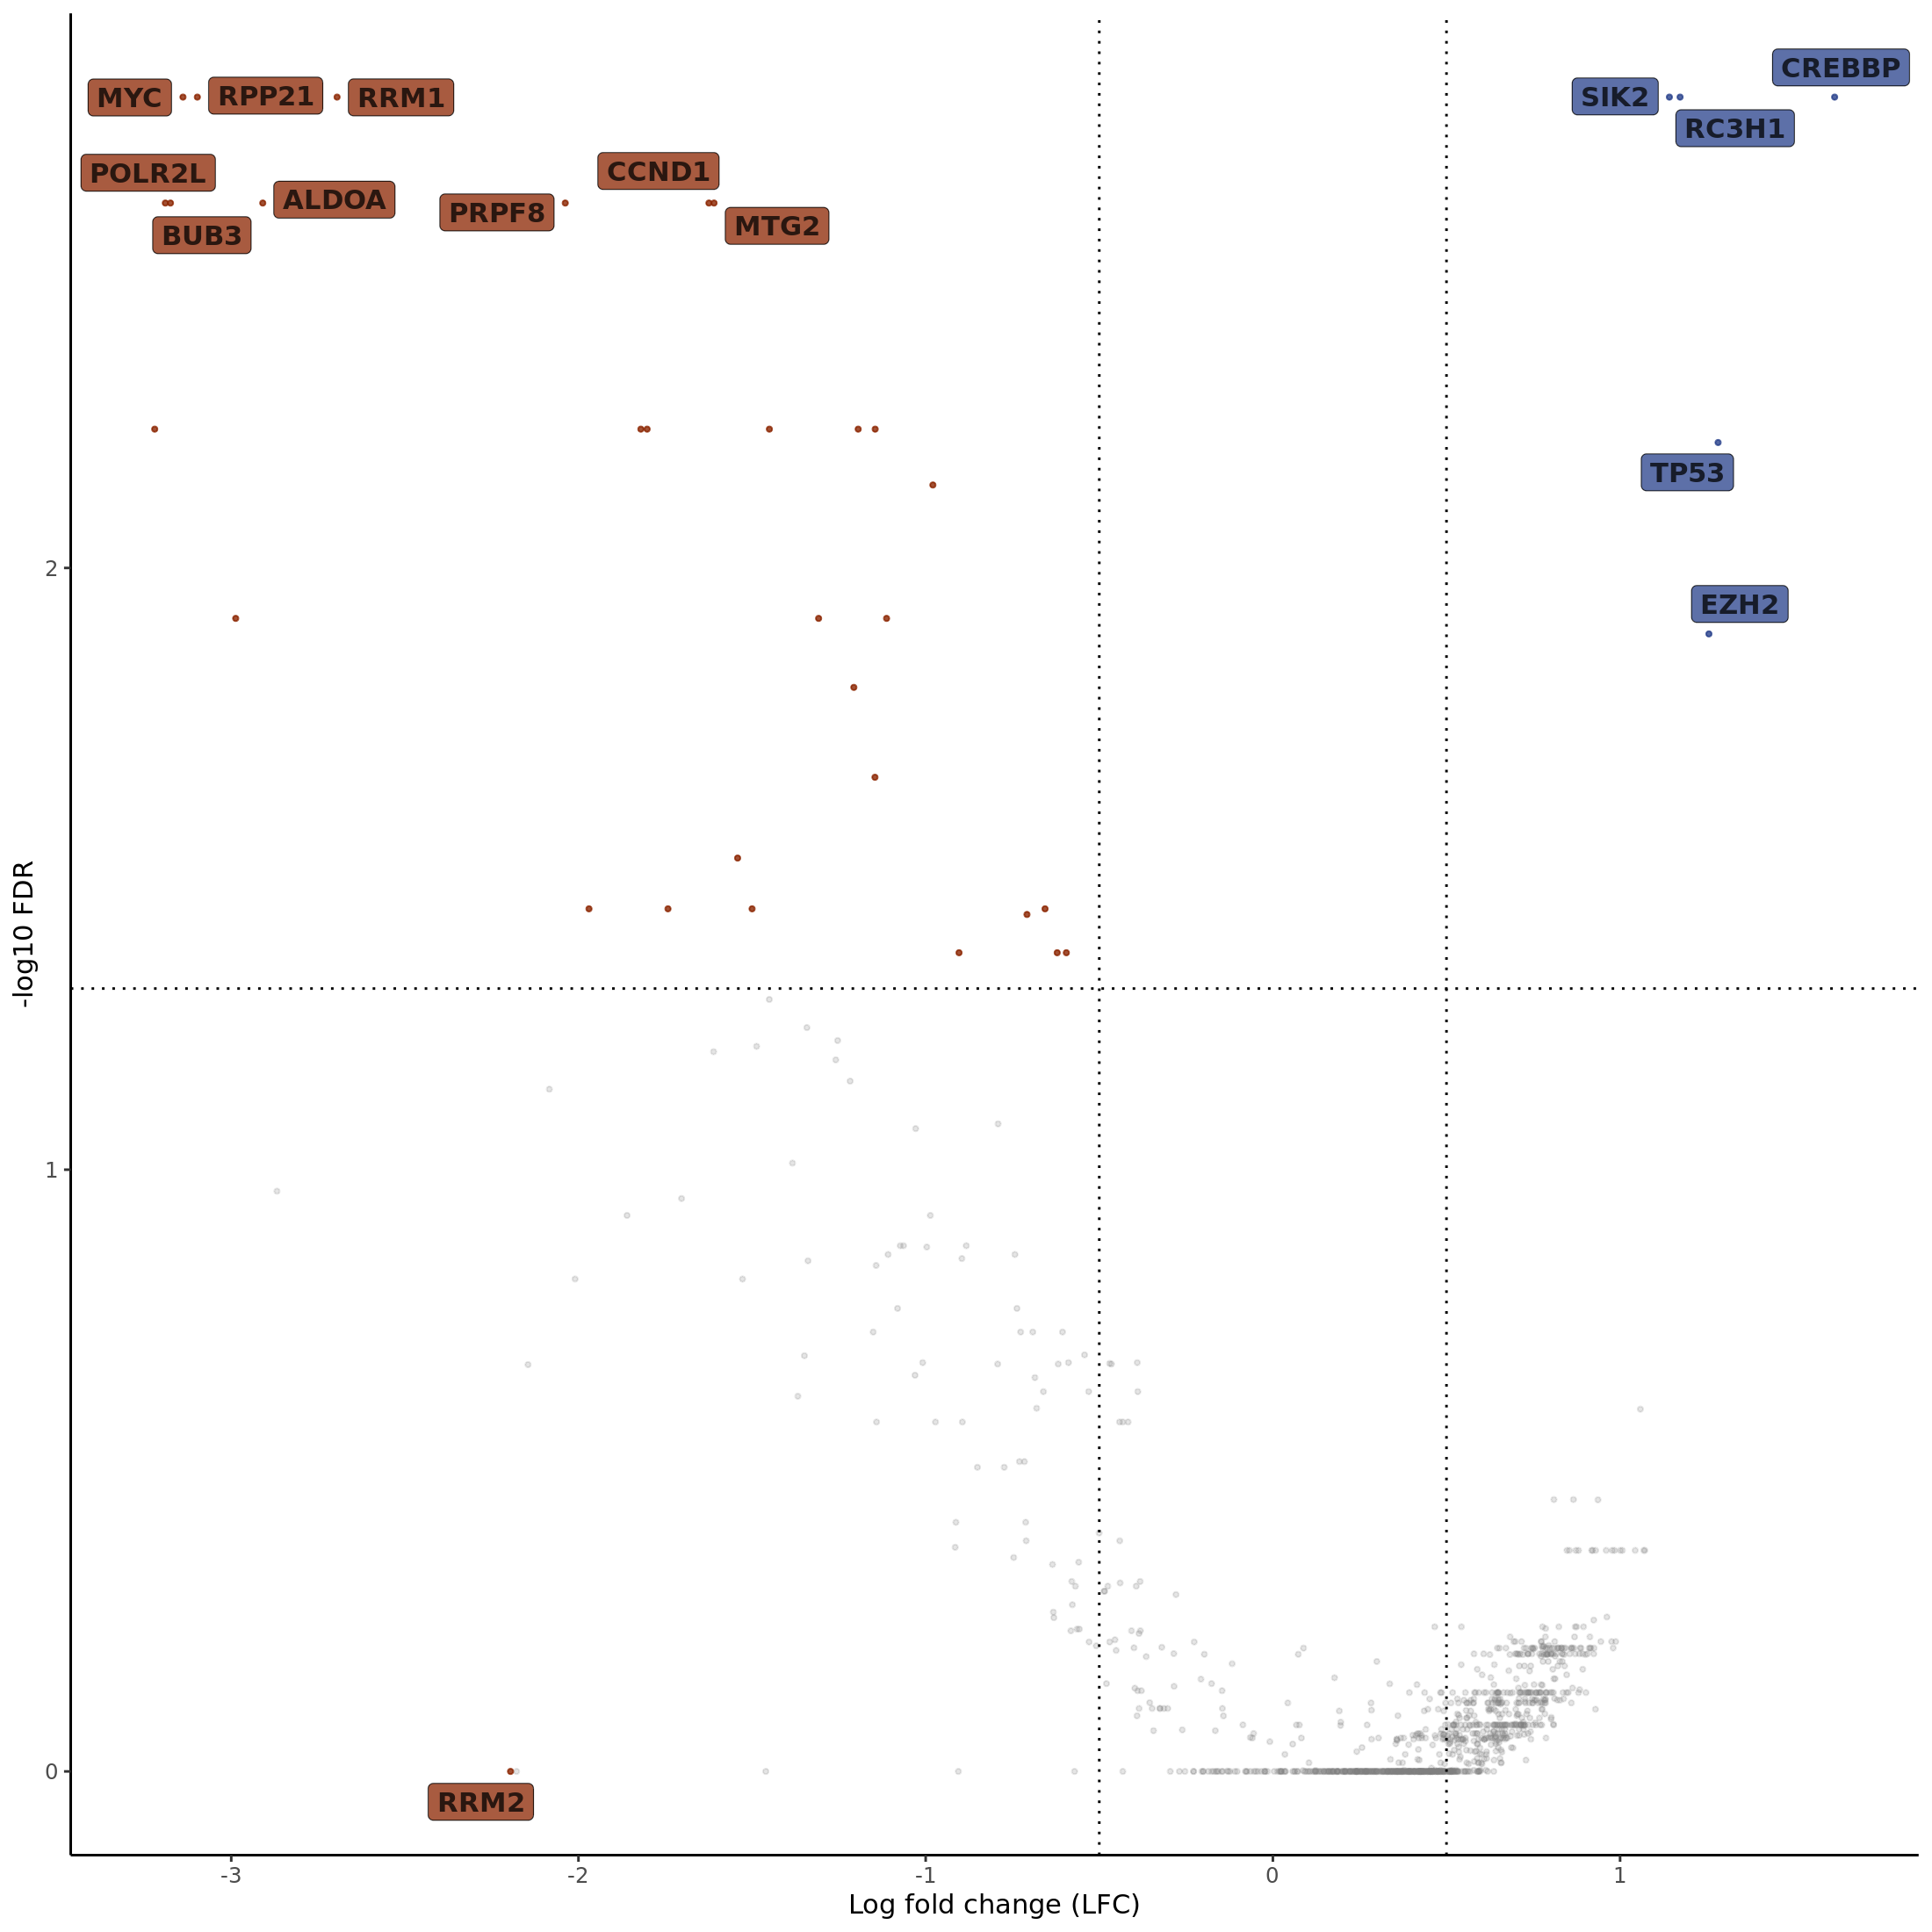 CREBBP
MYC
RPP21
RRM1
SIK2
RC3H1
POLR2L
CCND1
ALDOA
PRPF8
MTG2
BUB3
TP53
2
EZH2
-log10 FDR
1
0
RRM2
-3
-2
-1
0
1
Log fold change (LFC)